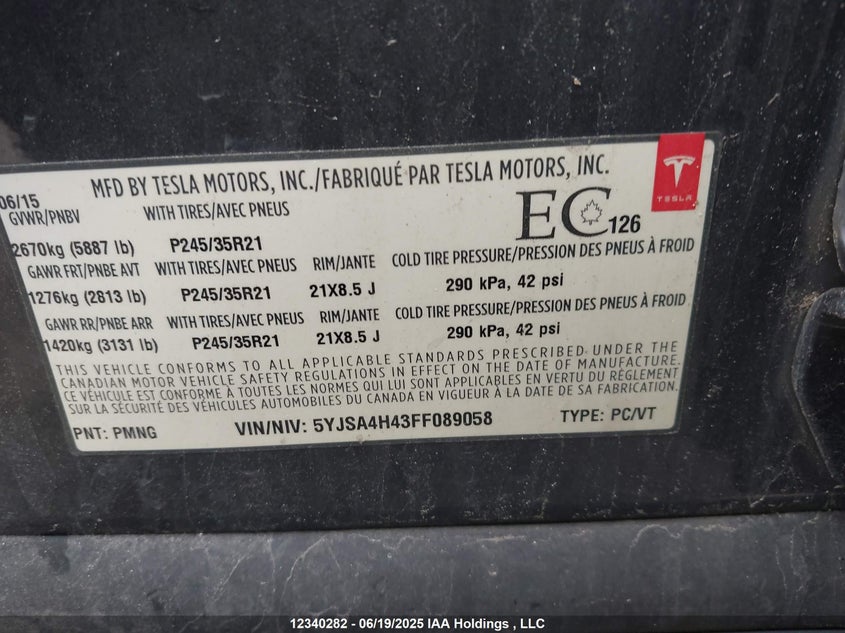 06/15 MFD BY TESLA MOTORS, INC./FABRIQUÉ PAR TESLA MOTORS, INC.
TESLA
GVWR/PNBV WITH TIRES/AVEC PNEUS
EC 126
2670kg (5887 lb) P245/35R21
GAWR FRT/PNBE AVT WITH TIRES/AVEC PNEUS RIM/JANTE COLD TIRE PRESSURE/PRESSION DES PNEUS À FROID
1276kg (2813 lb) P245/35R21 21X8.5 J 290 kPa, 42 psi
GAWR RR/PNBE ARR WITH TIRES/AVEC PNEUS RIM/JANTE COLD TIRE PRESSURE/PRESSION DES PNEUS À FROID
1420kg (3131 lb) P245/35R21 21X8.5 J 290 kPa, 42 psi
THIS VEHICLE CONFORMS TO ALL APPLICABLE STANDARDS PRESCRIBED UNDER THE
CANADIAN MOTOR VEHICLE SAFETY REGULATIONS IN EFFECT ON THE DATE OF MANUFACTURE.
CE VÉHICULE EST CONFORME À TOUTES LES NORMES QUI LUI SONT APPLICABLES EN VERTU DU RÉGLEMENT
SUR LA SÉCURITÉ DES VÉHICULES AUTOMOBILES DU CANADA EN VIGUEUR À LA DATE DE SA FABRICATION.
PNT: PMNG VIN/NIV: 5YJSA4H43FF089058 TYPE: PC/VT
12340282 - 06/19/2025 IAA Holdings , LLC